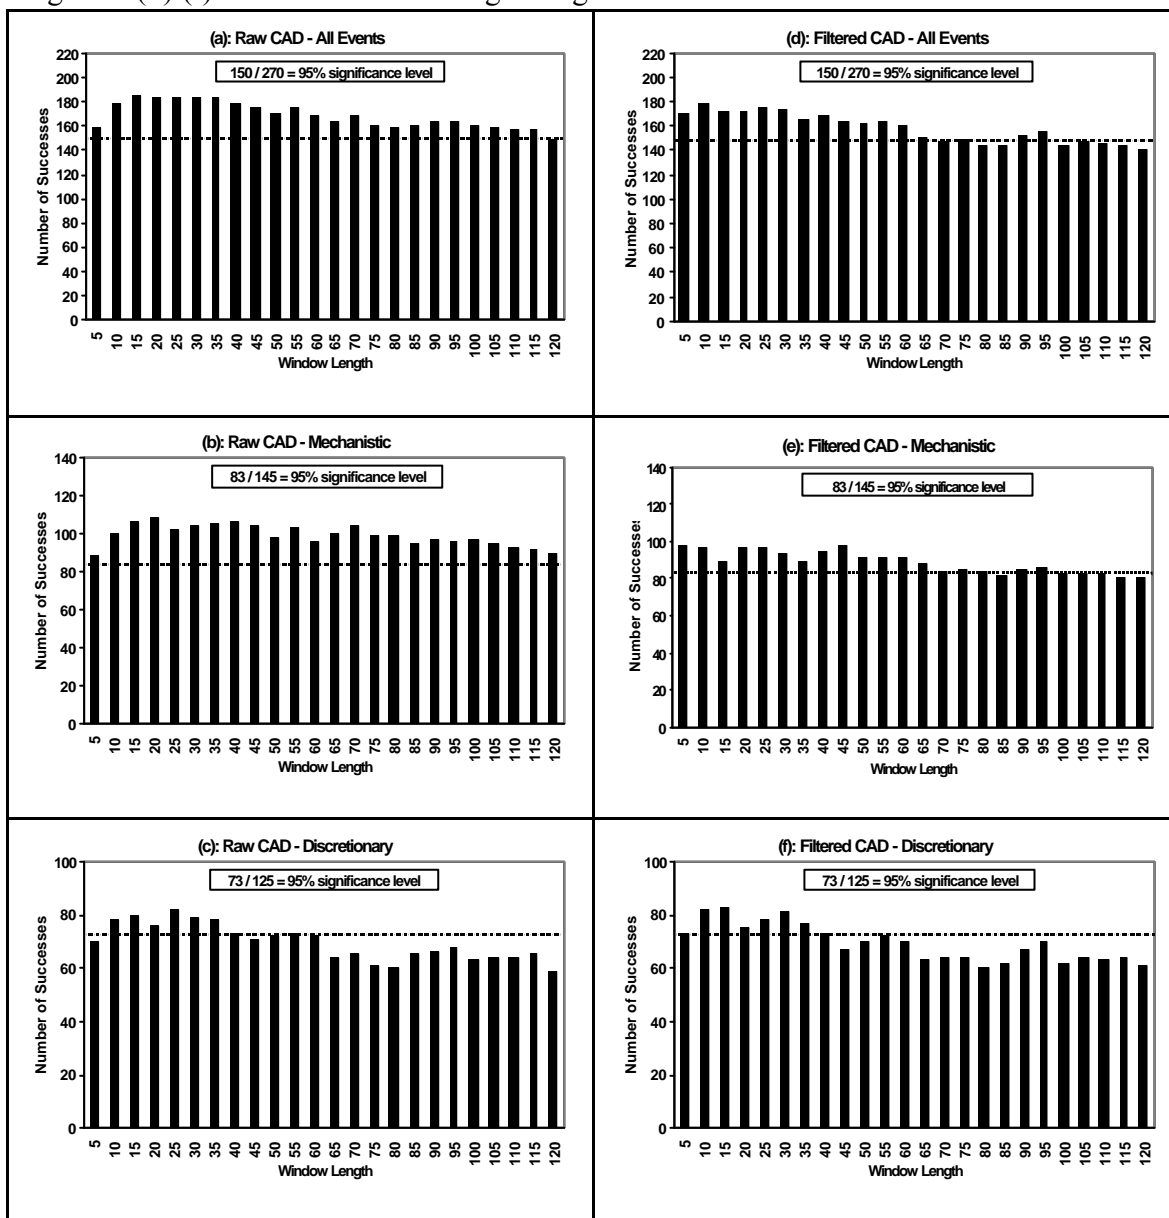 (a): Raw CAD - All Events
150 / 270 = 95% significance level
Number of Successes
220
200
180
160
140
120
100
80
60
40
20
0
5 10 15 20 25 30 35 40 45 50 55 60 65 70 75 80 85 90 95 100 105 110 115 120
Window Length
(d): Filtered CAD - All Events
150 / 270 = 95% significance level
Number of Successes
220
200
180
160
140
120
100
80
60
40
20
0
5 10 15 20 25 30 35 40 45 50 55 60 65 70 75 80 85 90 95 100 105 110 115 120
Window Length
(b): Raw CAD - Mechanistic
83 / 145 = 95% significance level
Number of Successes
140
120
100
80
60
40
20
0
5 10 15 20 25 30 35 40 45 50 55 60 65 70 75 80 85 90 95 100 105 110 115 120
Window Length
(e): Filtered CAD - Mechanistic
83 / 145 = 95% significance level
Number of Successe
140
120
100
80
60
40
20
0
5 10 15 20 25 30 35 40 45 50 55 60 65 70 75 80 85 90 95 100 105 110 115 120
Window Length
(c): Raw CAD - Discretionary
73 / 125 = 95% significance level
Number of Successes
100
80
60
40
20
0
5 10 15 20 25 30 35 40 45 50 55 60 65 70 75 80 85 90 95 100 105 110 115 120
Window Length
(f): Filtered CAD - Discretionary
73 / 125 = 95% significance level
Number of Successes
100
80
60
40
20
0
5 10 15 20 25 30 35 40 45 50 55 60 65 70 75 80 85 90 95 100 105 110 115 120
Window Length